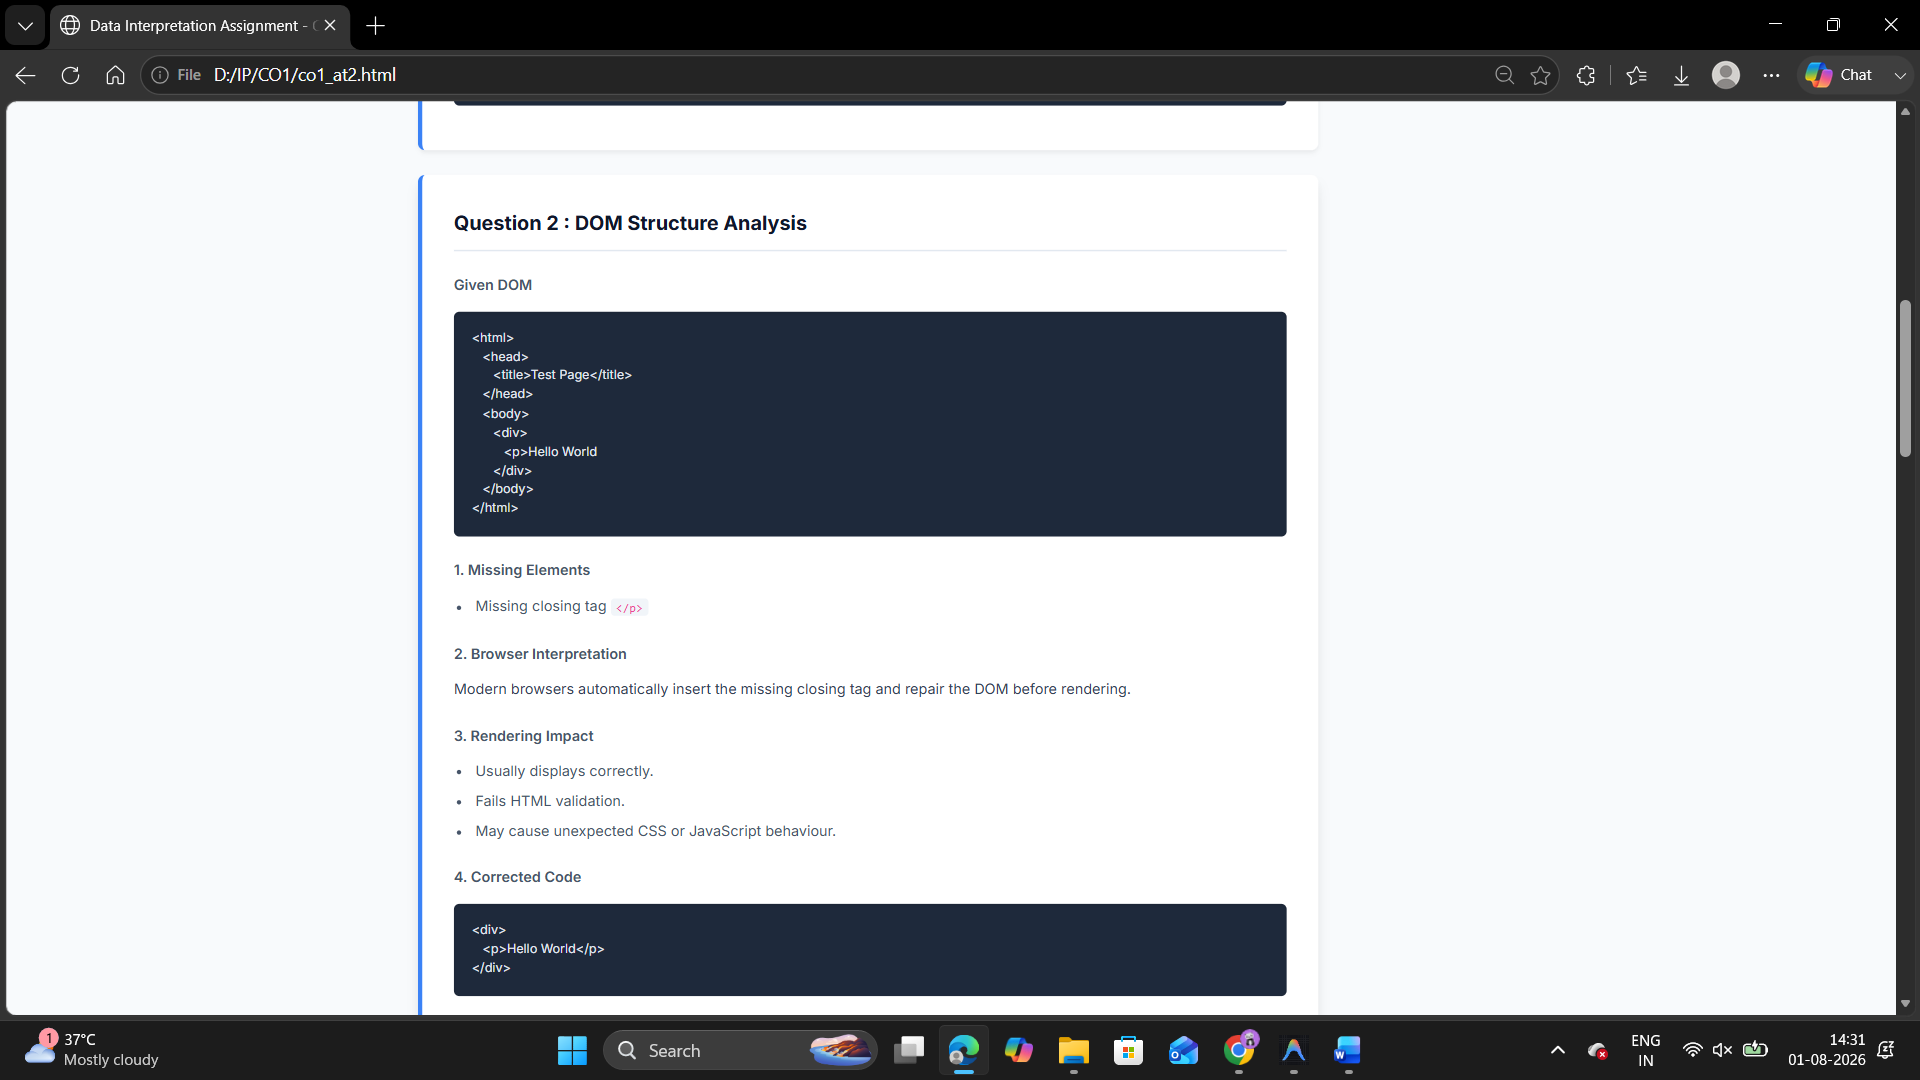 Data Interpretation Assignment -
File D:/IP/CO1/co1_at2.html
Chat
Question 2 : DOM Structure Analysis
Given DOM
<html>
<head>
<title>Test Page</title>
</head>
<body>
<div>
<p>Hello World
</div>
</body>
</html>
1. Missing Elements
• Missing closing tag </p>
2. Browser Interpretation
Modern browsers automatically insert the missing closing tag and repair the DOM before rendering.
3. Rendering Impact
• Usually displays correctly.
• Fails HTML validation.
• May cause unexpected CSS or JavaScript behaviour.
4. Corrected Code
<div>
<p>Hello World</p>
</div>
1
37°C
Mostly cloudy
Search
ENG
IN
14:31
01-08-2026